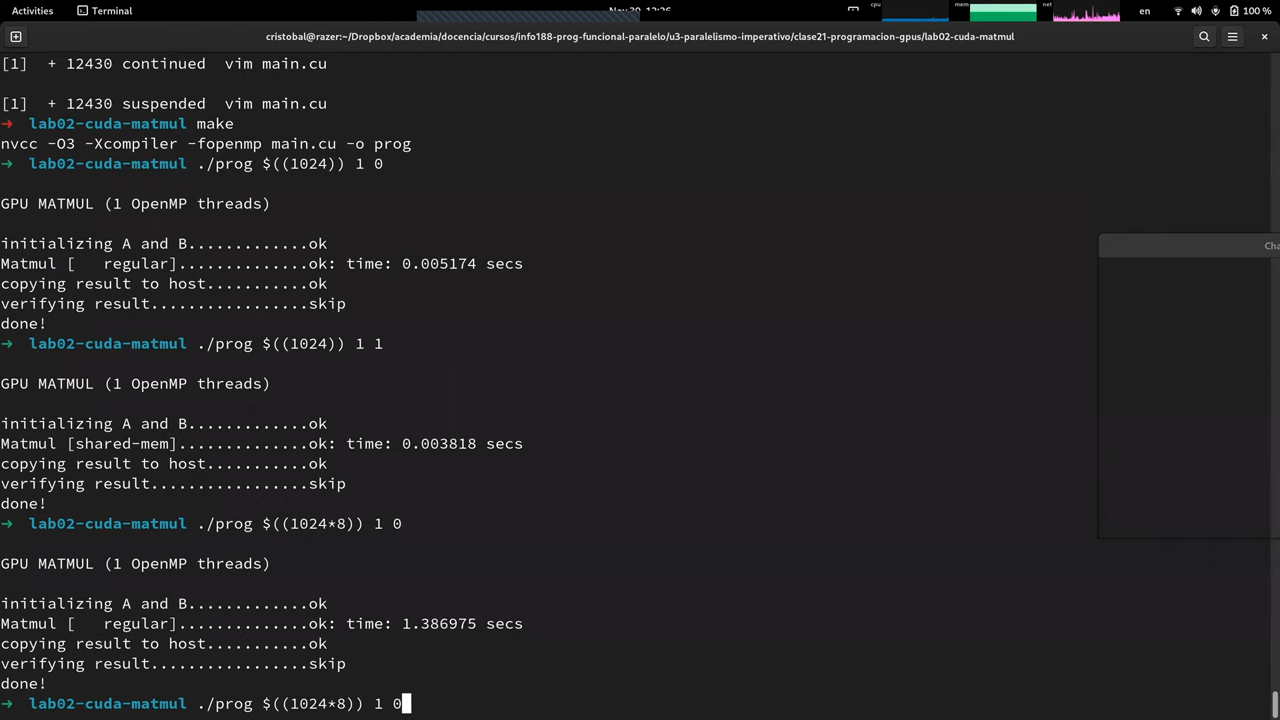 Activities
Terminal
cpu
mem
net
en
100 %
cristobal@razer:~/Dropbox/academia/docencia/cursos/info188-prog-funcional-paralelo/u3-paralelismo-imperativo/clase21-programacion-gpus/lab02-cuda-matmul
[1]  + 12430 continued  vim main.cu
[1]  + 12430 suspended  vim main.cu
➜  lab02-cuda-matmul make
nvcc -O3 -Xcompiler -fopenmp main.cu -o prog
➜  lab02-cuda-matmul ./prog $((1024)) 1 0
GPU MATMUL (1 OpenMP threads)
initializing A and B.............ok
Matmul [   regular]..............ok: time: 0.005174 secs
copying result to host...........ok
verifying result.................skip
done!
➜  lab02-cuda-matmul ./prog $((1024)) 1 1
GPU MATMUL (1 OpenMP threads)
initializing A and B.............ok
Matmul [shared-mem]..............ok: time: 0.003818 secs
copying result to host...........ok
verifying result.................skip
done!
➜  lab02-cuda-matmul ./prog $((1024*8)) 1 0
GPU MATMUL (1 OpenMP threads)
initializing A and B.............ok
Matmul [   regular]..............ok: time: 1.386975 secs
copying result to host...........ok
verifying result.................skip
done!
➜  lab02-cuda-matmul ./prog $((1024*8)) 1 0